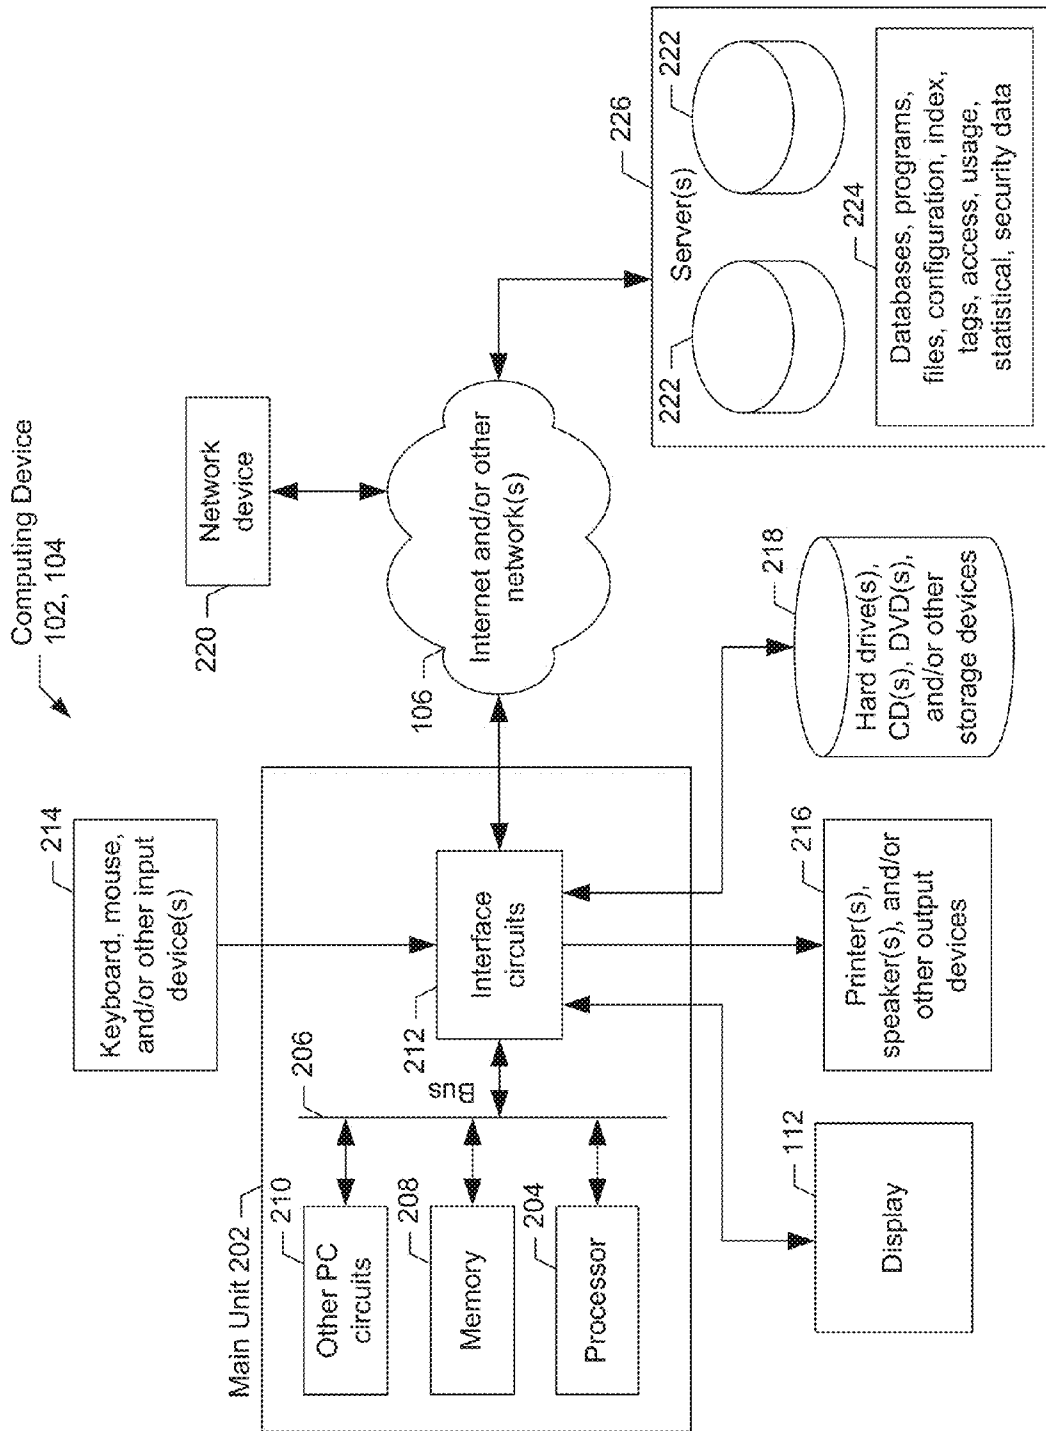 Computing Device
102, 104
214
Keyboard, mouse,
and/or other input
device(s)
220
Network
device
Main Unit 202
210
Other PC
circuits
208
Memory
204
Processor
206
Bus
212
Interface
circuits
106
Internet and/or other
network(s)
226
Server(s)
222
222
224
Databases, programs,
files, configuration, index,
tags, access, usage,
statistical, security data
112
Display
216
Printer(s),
speaker(s), and/or
other output
devices
218
Hard drive(s),
CD(s), DVD(s),
and/or other
storage devices